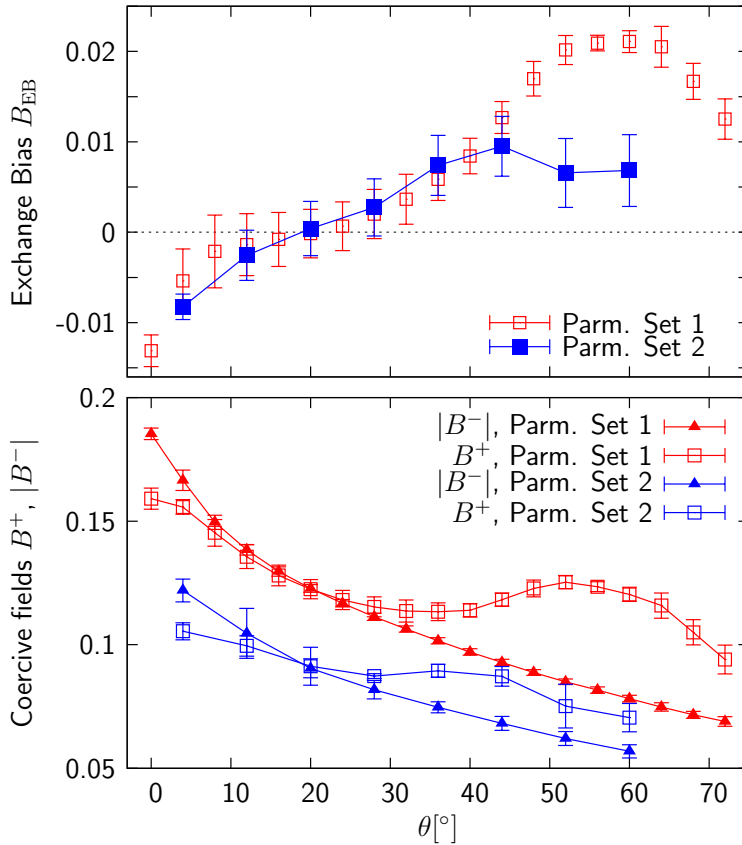 0.02
0.01
0
-0.01
Exchange Bias B_EB
Parm. Set 1
Parm. Set 2
0.2
0.15
0.1
0.05
Coercive fields B⁺, |B⁻|
|B⁻|, Parm. Set 1
B⁺, Parm. Set 1
|B⁻|, Parm. Set 2
B⁺, Parm. Set 2
0 10 20 30 40 50 60 70
θ[°]